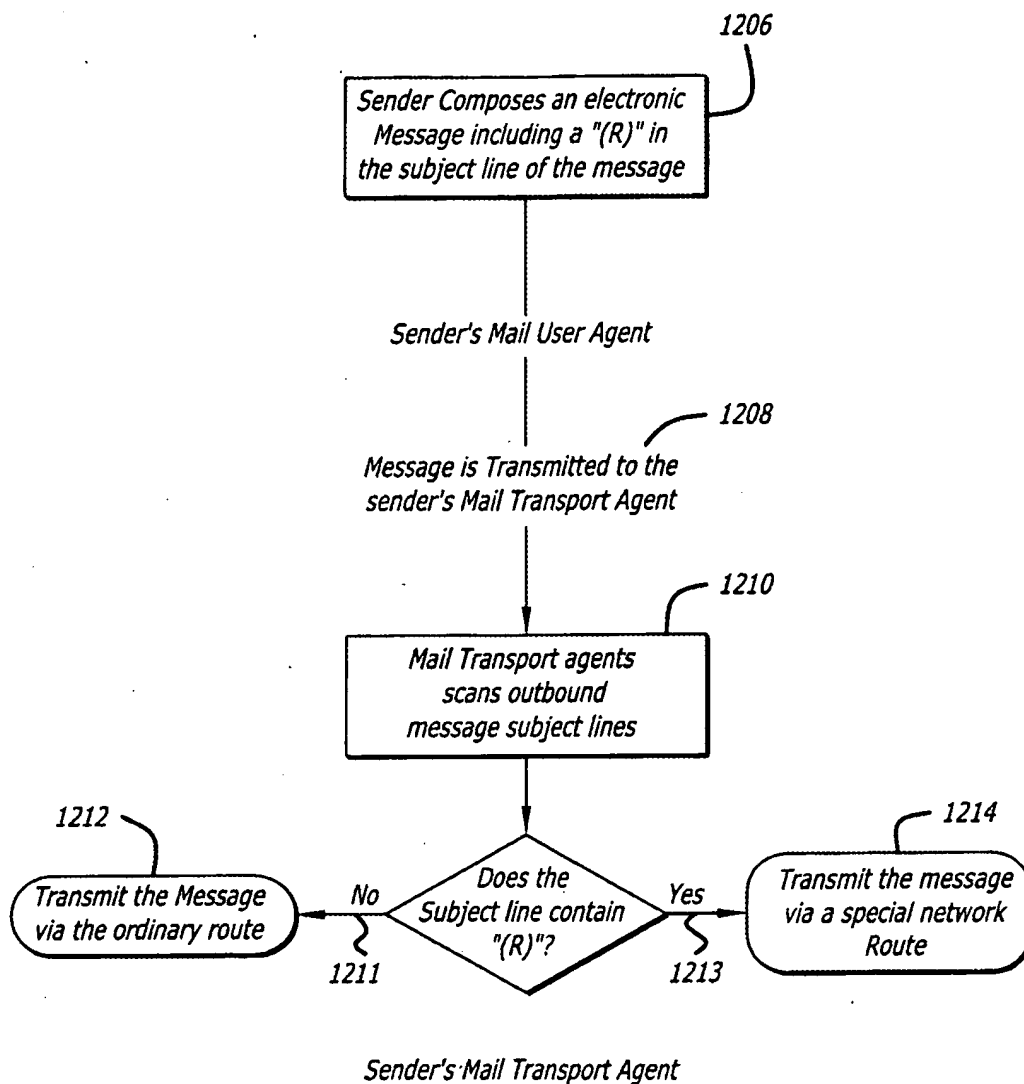 1206
Sender Composes an electronic
Message including a "(R)" in
the subject line of the message
Sender's Mail User Agent
1208
Message is Transmitted to the
sender's Mail Transport Agent
1210
Mail Transport agents
scans outbound
message subject lines
1212
Transmit the Message
via the ordinary route
No
1211
Does the
Subject line contain
"(R)"?
Yes
1213
1214
Transmit the message
via a special network
Route
Sender's Mail Transport Agent